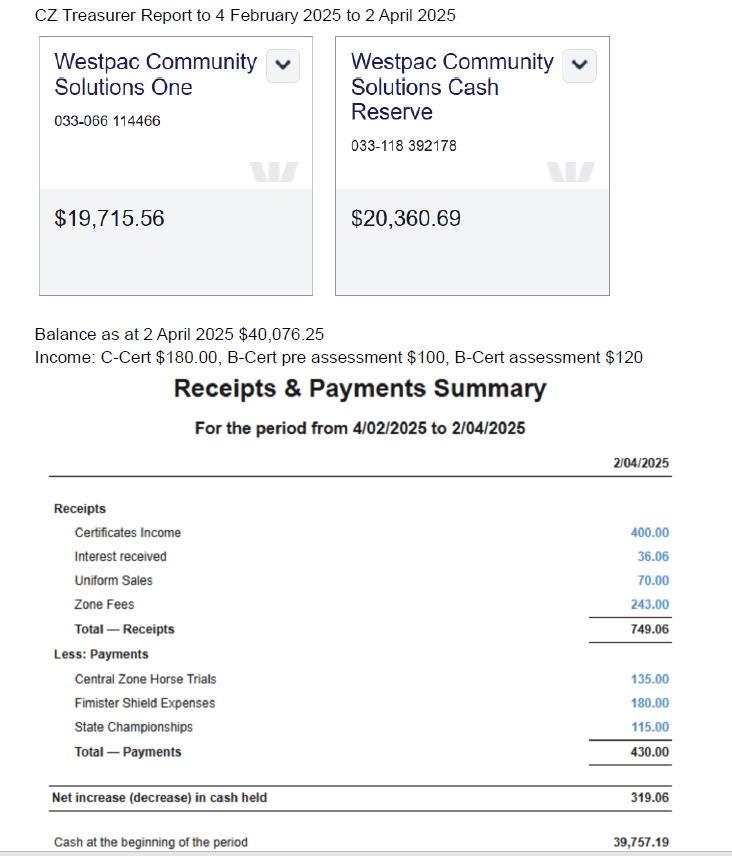 CZ Treasurer Report to 4 February 2025 to 2 April 2025
Westpac Community
Solutions One
033-066 114466
$19,715.56
Westpac Community
Solutions Cash
Reserve
033-118 392178
$20,360.69
Balance as at 2 April 2025 $40,076.25
Income: C-Cert $180.00, B-Cert pre assessment $100, B-Cert assessment $120
Receipts & Payments Summary
For the period from 4/02/2025 to 2/04/2025
2/04/2025
Receipts
Certificates Income 400.00
Interest received 36.06
Uniform Sales 70.00
Zone Fees 243.00
Total — Receipts 749.06
Less: Payments
Central Zone Horse Trials 135.00
Fimister Shield Expenses 180.00
State Championships 115.00
Total — Payments 430.00
Net increase (decrease) in cash held 319.06
Cash at the beginning of the period 39,757.19